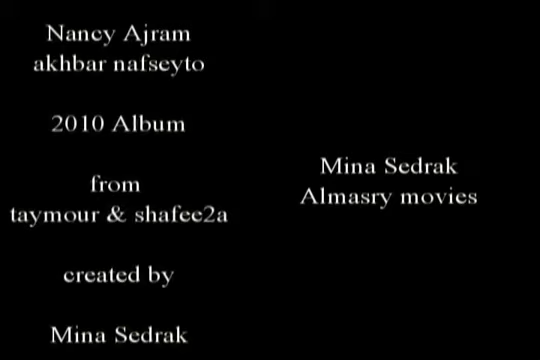 Nancy Ajram
akhbar nafseyto
2010 Album
from
taymour & shafee2a
created by
Mina Sedrak
Mina Sedrak
Almasry movies